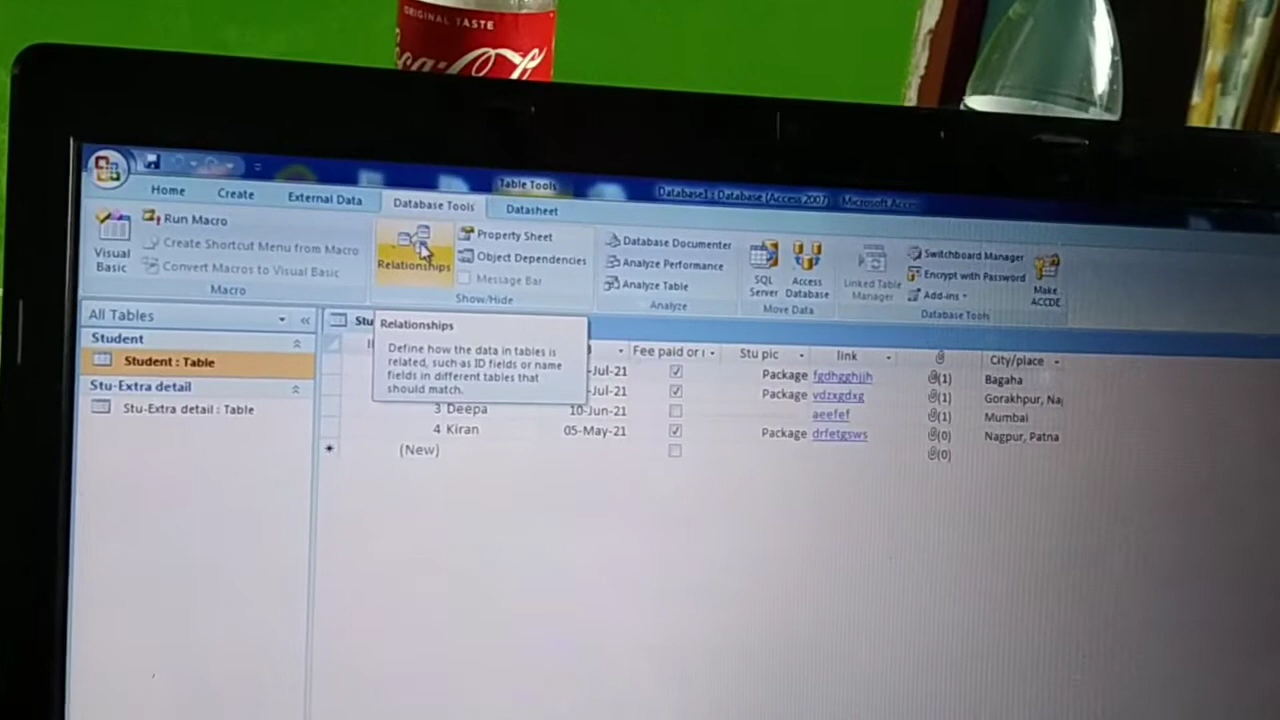 ORIGINAL TASTE
Coca-Cola
Table Tools
Database1 : Database (Access 2007)
Microsoft
Home
Create
External Data
Database Tools
Datasheet
Visual Basic
Run Macro
Create Shortcut Menu from Macro
Convert Macros to Visual Basic
Macro
Relationships
Property Sheet
Object Dependencies
Message Bar
Show/Hide
Database Documenter
Analyze Performance
Analyze Table
Analyze
SQL Server
Access Database
Move Data
Linked Table Manager
Switchboard Manager
Encrypt with Password
Add-ins
Make ACCDE
Database Tools
All Tables
Student
Student : Table
Stu-Extra detail
Stu-Extra detail : Table
Stu
Relationships
Define how the data in tables is
related, such as ID fields or name
fields in different tables that
should match.
Fee paid or Stu pic link City/place
-Jul-21 Package fgdhgghjjh (1) Bagaha
-Jul-21 Package vdzxgdxg (1) Gorakhpur, Na
3 Deepa 10-Jun-21 aeefef (1) Mumbai
4 Kiran 05-May-21 Package drfetgsws (0) Nagpur, Patna
(New) (0)